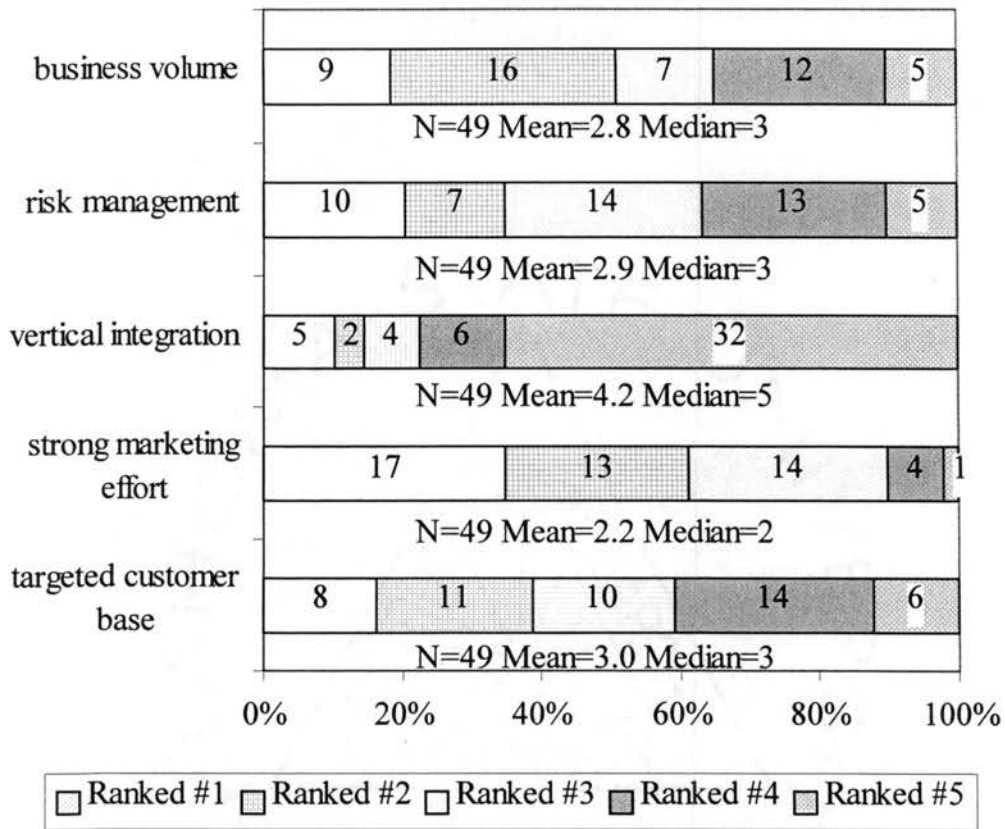 business volume
9 16 7 12 5
N=49 Mean=2.8 Median=3
risk management
10 7 14 13 5
N=49 Mean=2.9 Median=3
vertical integration
5 2 4 6 32
N=49 Mean=4.2 Median=5
strong marketing
effort
17 13 14 4 1
N=49 Mean=2.2 Median=2
targeted customer
base
8 11 10 14 6
N=49 Mean=3.0 Median=3
0% 20% 40% 60% 80% 100%
Ranked #1 Ranked #2 Ranked #3 Ranked #4 Ranked #5